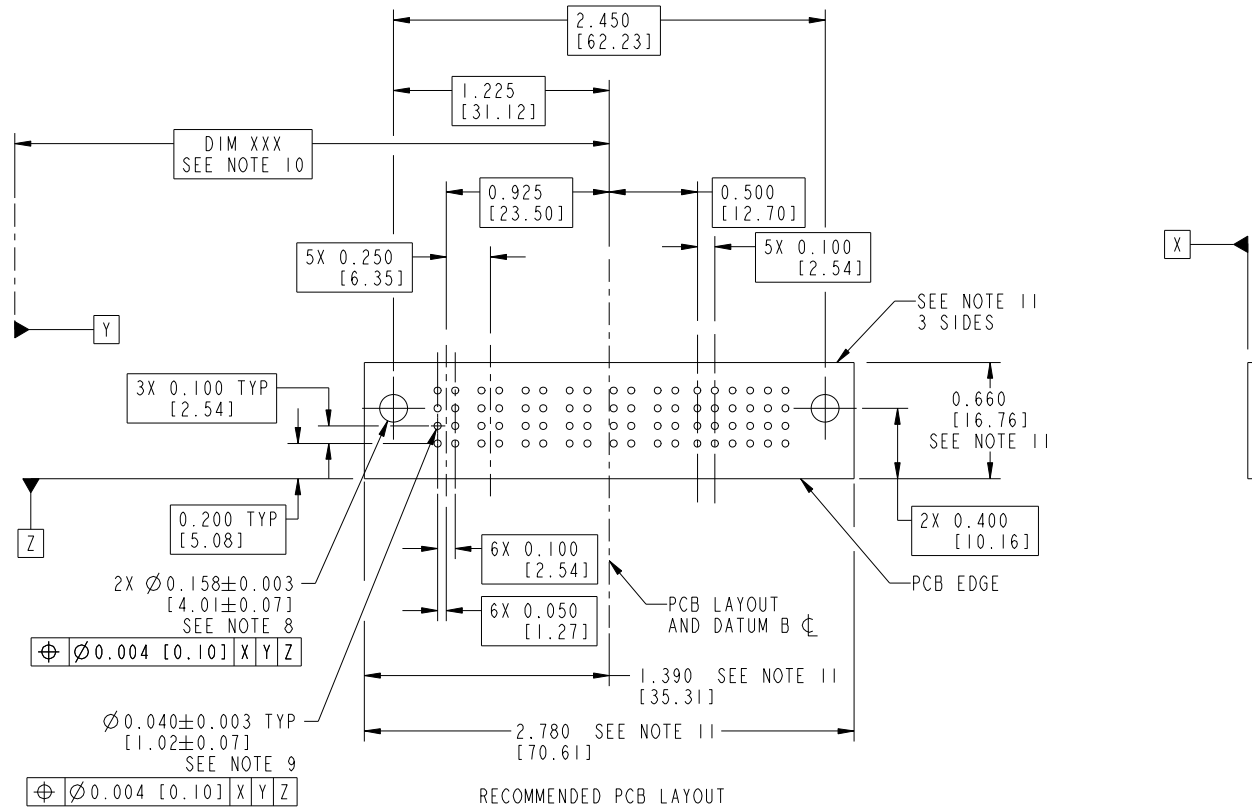 2.450
[62.23]
1.225
[31.12]
DIM XXX
SEE NOTE 10
0.925
[23.50]
0.500
[12.70]
5X 0.250
[6.35]
5X 0.100
[2.54]
X
Y
SEE NOTE 11
3 SIDES
3X 0.100 TYP
[2.54]
0.660
[16.76]
SEE NOTE 11
0.200 TYP
[5.08]
Z
6X 0.100
[2.54]
2X 0.400
[10.16]
2X Ø0.158±0.003
[4.01±0.07]
SEE NOTE 8
⌖ Ø0.004 [0.10] X Y Z
6X 0.050
[1.27]
PCB LAYOUT
AND DATUM B ℄
PCB EDGE
1.390 SEE NOTE 11
[35.31]
Ø0.040±0.003 TYP
[1.02±0.07]
SEE NOTE 9
⌖ Ø0.004 [0.10] X Y Z
2.780 SEE NOTE 11
[70.61]
RECOMMENDED PCB LAYOUT